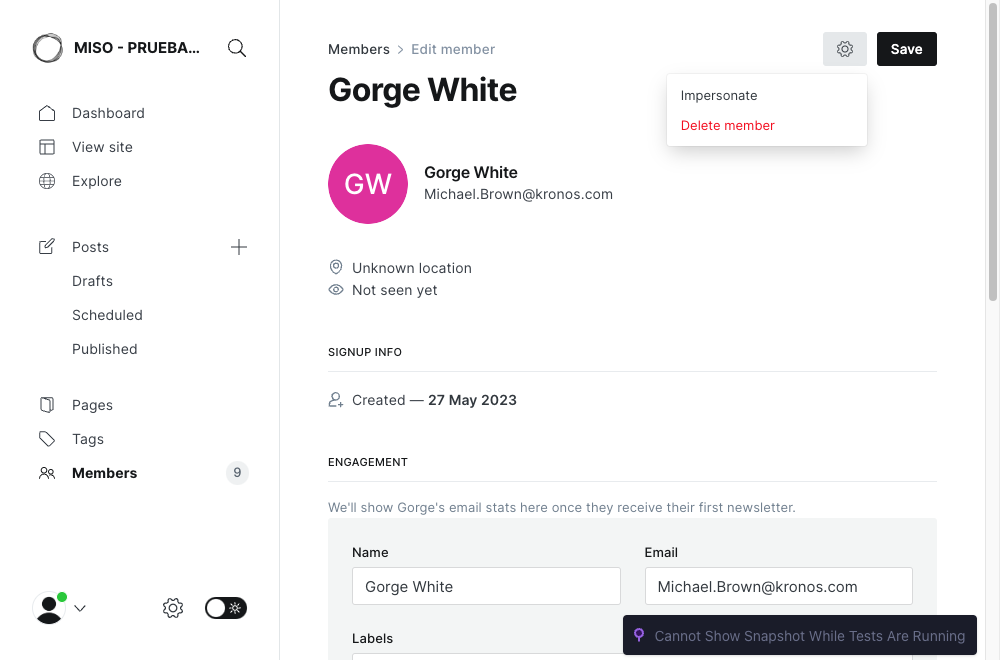 MISO - PRUEBA...
Dashboard
View site
Explore
Posts
Drafts
Scheduled
Published
Pages
Tags
Members 9
Members > Edit member
Save
Gorge White
Impersonate
Delete member
GW
Gorge White
Michael.Brown@kronos.com
Unknown location
Not seen yet
SIGNUP INFO
Created — 27 May 2023
ENGAGEMENT
We'll show Gorge's email stats here once they receive their first newsletter.
Name
Gorge White
Email
Michael.Brown@kronos.com
Labels
Cannot Show Snapshot While Tests Are Running